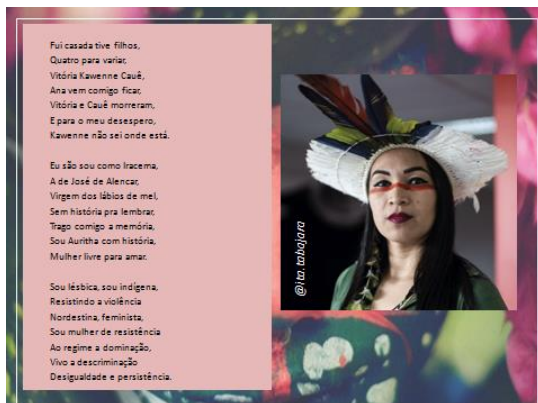 Fui casada tive filhos,
Quatro para variar,
Vitória Kawenne Cauê,
Ana vem comigo ficar,
Vitória e Cauê morreram,
E para o meu desespero,
Kawenne não sei onde está.
Eu são sou como Iracema,
A de José de Alencar,
Virgem dos lábios de mel,
Sem história pra lembrar,
Trago comigo a memória,
Sou Auritha com história,
Mulher livre para amar.
Sou lésbica, sou indígena,
Resistindo a violência
Nordestina, feminista,
Sou mulher de resistência
Ao regime a dominação,
Vivo a descriminação
Desigualdade e persistência.
@ita.tabajara